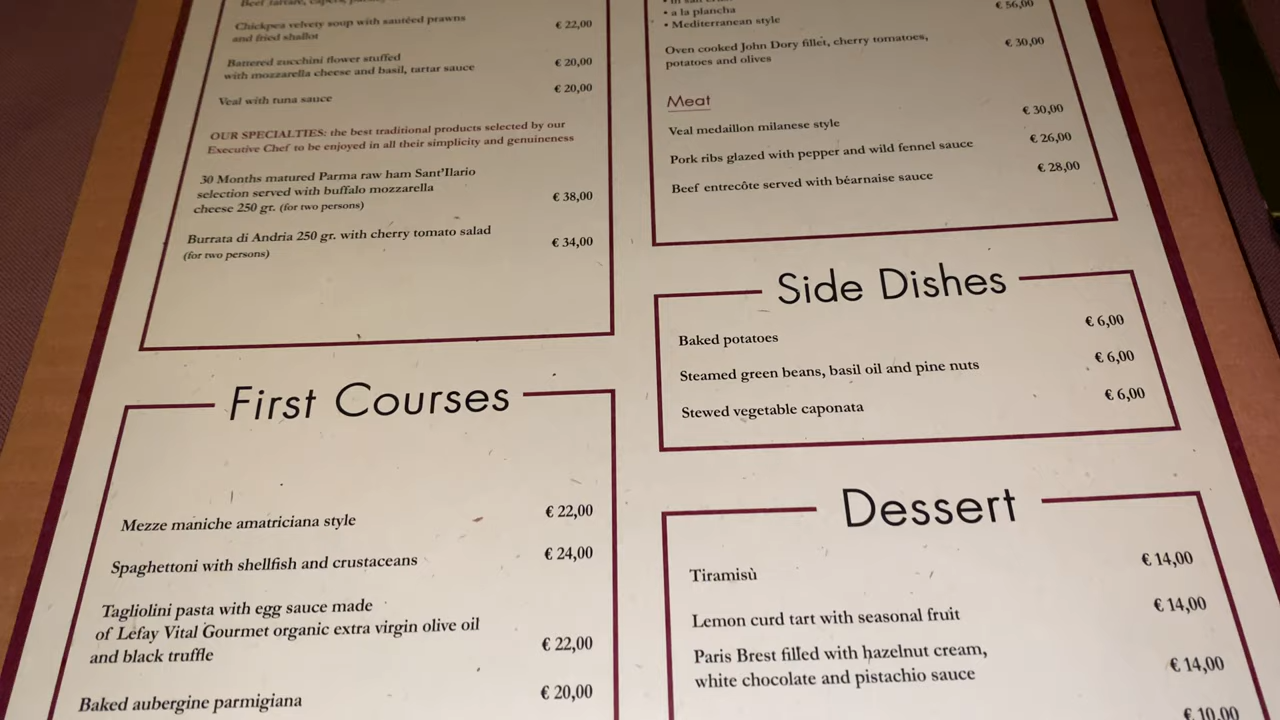 Beef tartare, capers,
Chickpea velvety soup with sautéed prawns
and fried shallot
€ 22,00
Battered zucchini flower stuffed
with mozzarella cheese and basil, tartar sauce
€ 20,00
Veal with tuna sauce
€ 20,00
OUR SPECIALTIES: the best traditional products selected by our
Executive Chef to be enjoyed in all their simplicity and genuineness
30 Months matured Parma raw ham Sant'Ilario
selection served with buffalo mozzarella
cheese 250 gr. (for two persons)
€ 38,00
Burrata di Andria 250 gr. with cherry tomato salad
(for two persons)
€ 34,00
First Courses
Mezze maniche amatriciana style
€ 22,00
Spaghettoni with shellfish and crustaceans
€ 24,00
Tagliolini pasta with egg sauce made
of Lefay Vital Gourmet organic extra virgin olive oil
and black truffle
€ 22,00
Baked aubergine parmigiana
€ 20,00
• a la plancha
• Mediterranean style
€ 56,00
Oven cooked John Dory fillet, cherry tomatoes,
potatoes and olives
€ 30,00
Meat
Veal medaillon milanese style
€ 30,00
Pork ribs glazed with pepper and wild fennel sauce
€ 26,00
Beef entrecôte served with béarnaise sauce
€ 28,00
Side Dishes
Baked potatoes
€ 6,00
Steamed green beans, basil oil and pine nuts
€ 6,00
Stewed vegetable caponata
€ 6,00
Dessert
Tiramisù
€ 14,00
Lemon curd tart with seasonal fruit
€ 14,00
Paris Brest filled with hazelnut cream,
white chocolate and pistachio sauce
€ 14,00
€ 10,00